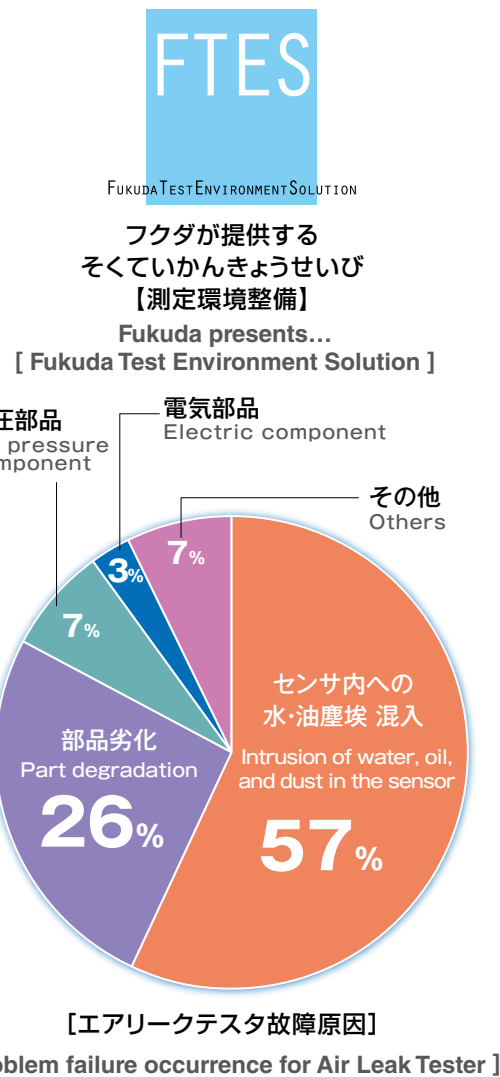 FTES
FUKUDATESTENVIRONMENTSOLUTION
フクダが提供する
そくていかんきょうせいび
【測定環境整備】
Fukuda presents...
[ Fukuda Test Environment Solution ]
圧部品
pressure
mponent
電気部品
Electric component
その他
Others
7%
3%
7%
センサ内への
水・油塵埃 混入
Intrusion of water, oil,
and dust in the sensor
57%
部品劣化
Part degradation
26%
[エアリークテスタ故障原因]
oblem failure occurrence for Air Leak Tester ]